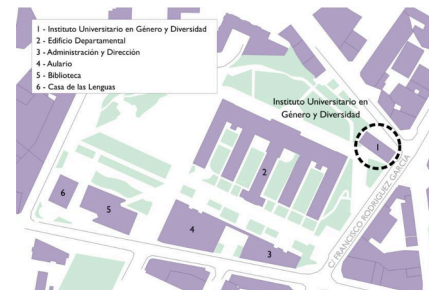 1 - Instituto Universitario en Género y Diversidad
2 - Edificio Departamental
3 - Administración y Dirección
4 - Aulario
5 - Biblioteca
6 - Casa de las Lenguas
Instituto Universitario en
Género y Diversidad
1
2
6
5
4
3
C/ FRANCISCO RODRIGUEZ GARCÍA